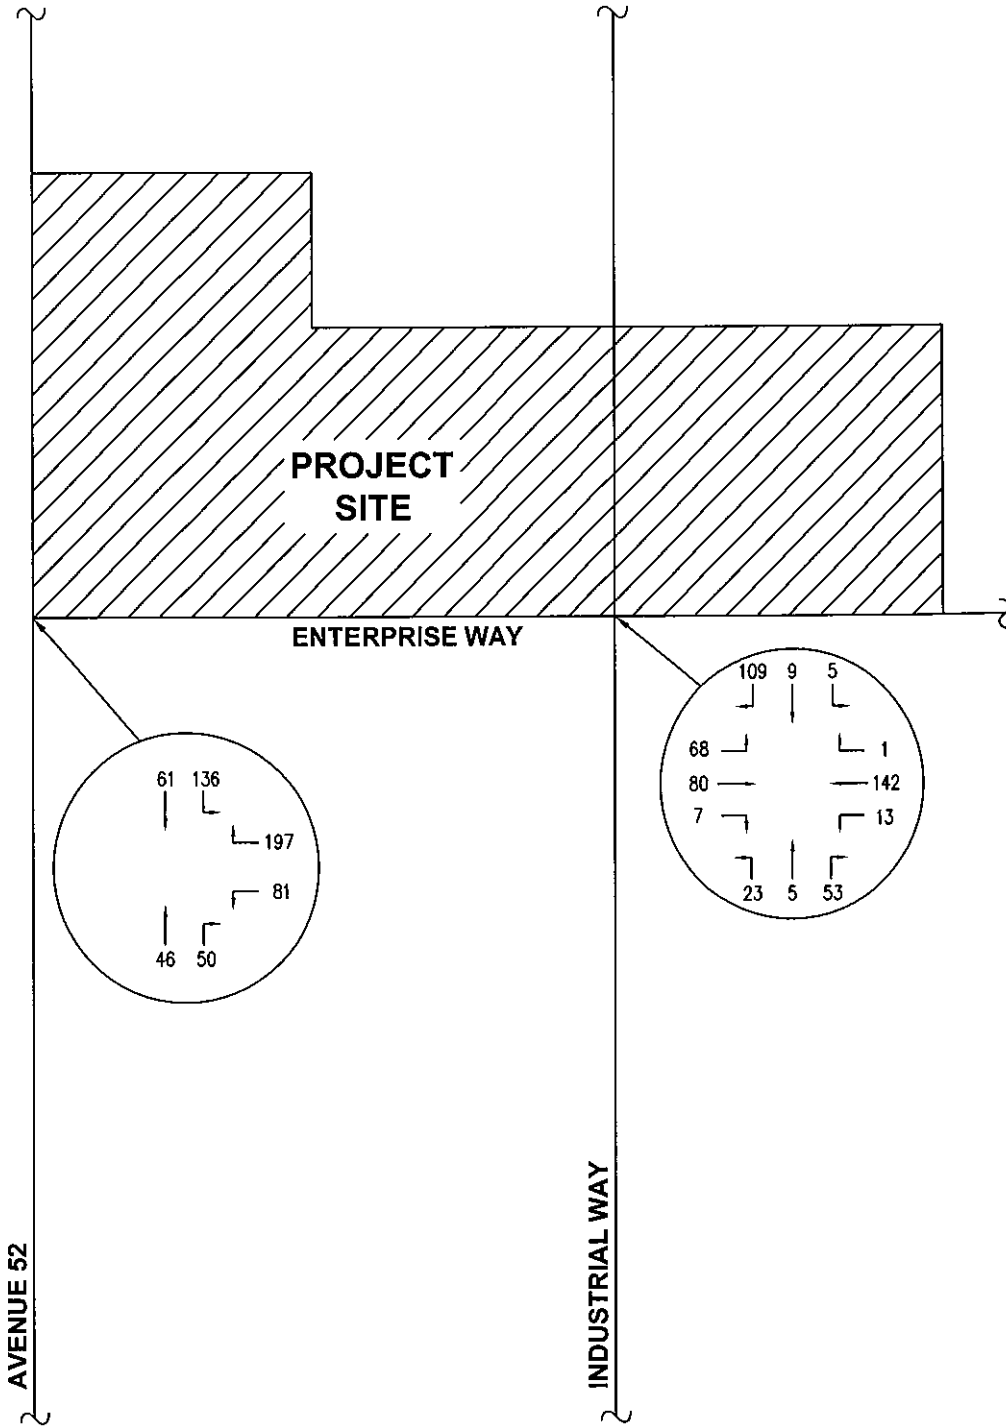 PROJECT
SITE
ENTERPRISE WAY
109 9 5
68 1
80 142
7 13
23 5 53
61 136
197
81
46 50
AVENUE 52
INDUSTRIAL WAY